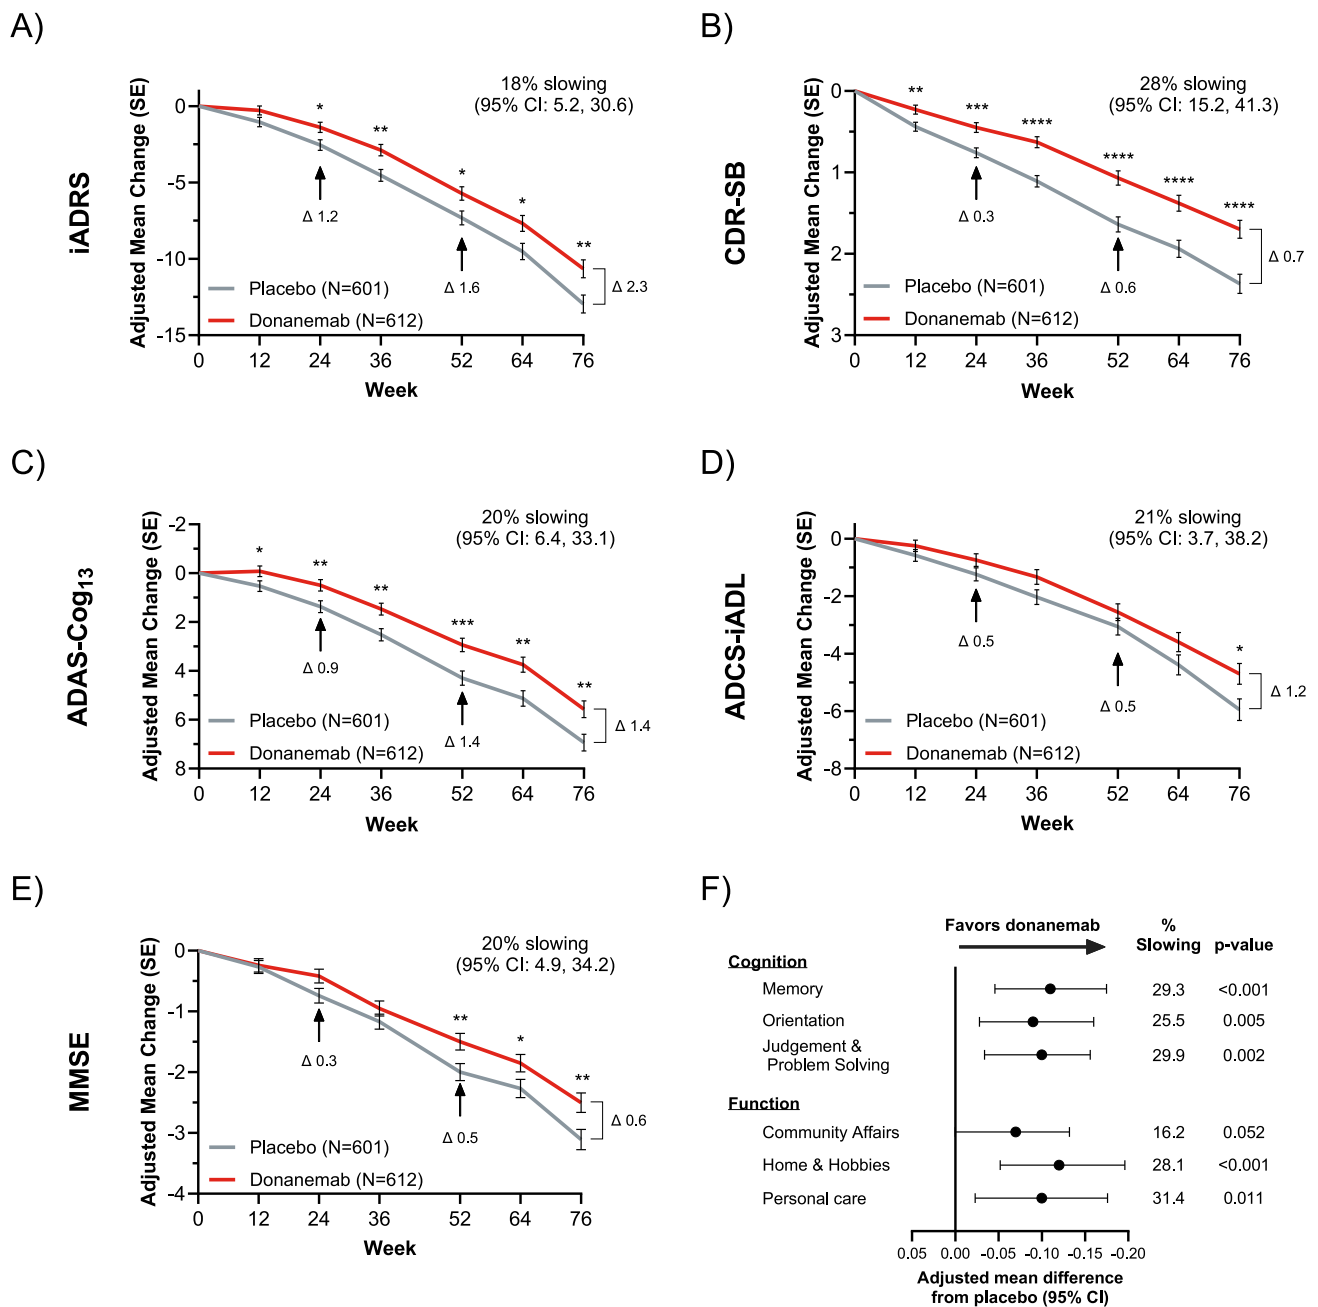 A)
18% slowing
(95% CI: 5.2, 30.6)
iADRS
Adjusted Mean Change (SE)
0
-5
-10
-15
*
**
*
*
**
Δ 1.2
Δ 1.6
Δ 2.3
Placebo (N=601)
Donanemab (N=612)
0 12 24 36 52 64 76
Week
B)
28% slowing
(95% CI: 15.2, 41.3)
CDR-SB
Adjusted Mean Change (SE)
0
1
2
3
**
***
****
****
****
****
Δ 0.3
Δ 0.6
Δ 0.7
Placebo (N=601)
Donanemab (N=612)
0 12 24 36 52 64 76
Week
C)
20% slowing
(95% CI: 6.4, 33.1)
ADAS-Cog13
Adjusted Mean Change (SE)
-2
0
2
4
6
8
*
**
**
***
**
**
Δ 0.9
Δ 1.4
Δ 1.4
Placebo (N=601)
Donanemab (N=612)
0 12 24 36 52 64 76
Week
D)
21% slowing
(95% CI: 3.7, 38.2)
ADCS-iADL
Adjusted Mean Change (SE)
0
-2
-4
-6
-8
*
Δ 0.5
Δ 0.5
Δ 1.2
Placebo (N=601)
Donanemab (N=612)
0 12 24 36 52 64 76
Week
E)
20% slowing
(95% CI: 4.9, 34.2)
MMSE
Adjusted Mean Change (SE)
0
-1
-2
-3
-4
**
*
**
Δ 0.3
Δ 0.5
Δ 0.6
Placebo (N=601)
Donanemab (N=612)
0 12 24 36 52 64 76
Week
F)
Favors donanemab
%
Slowing p-value
Cognition
Memory 29.3 <0.001
Orientation 25.5 0.005
Judgement &
Problem Solving 29.9 0.002
Function
Community Affairs 16.2 0.052
Home & Hobbies 28.1 <0.001
Personal care 31.4 0.011
0.05 0.00 -0.05 -0.10 -0.15 -0.20
Adjusted mean difference
from placebo (95% CI)